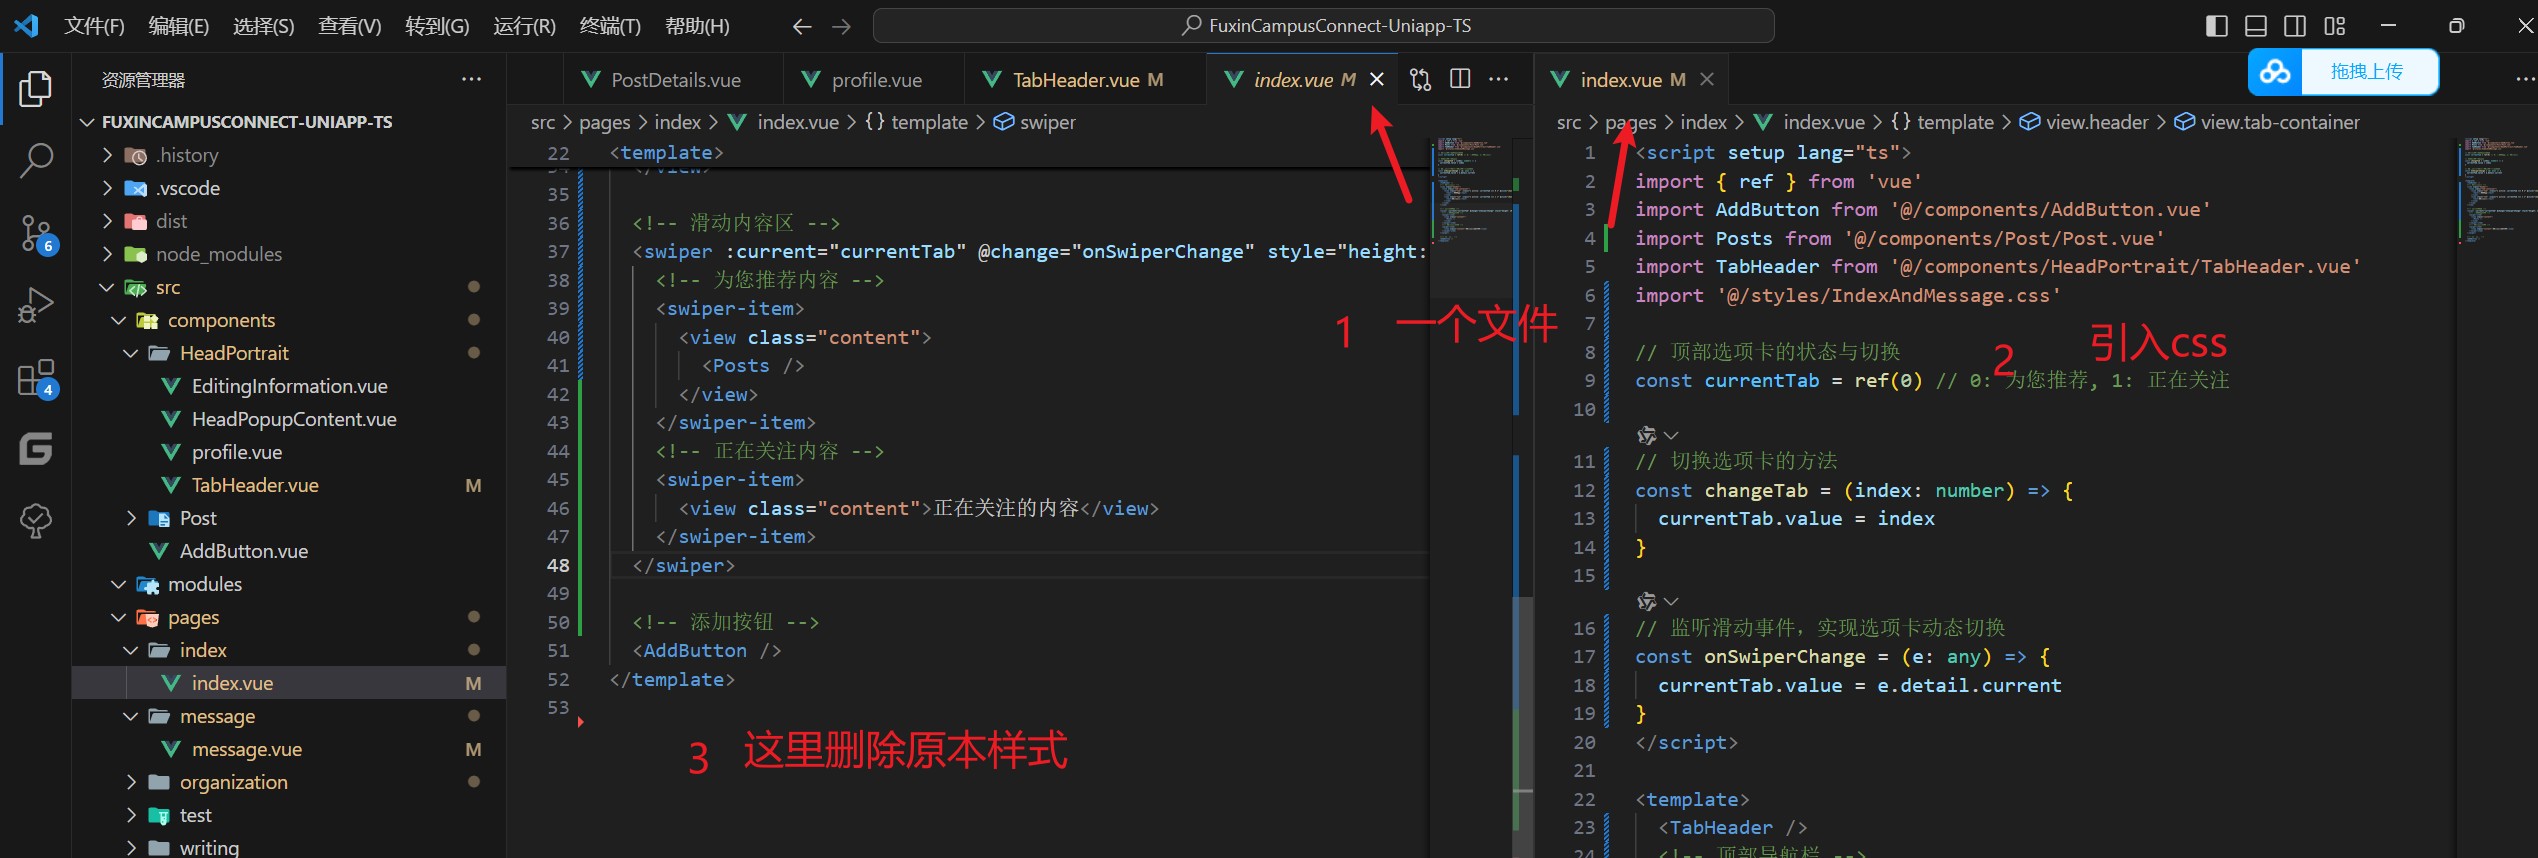 文件(F) 编辑(E) 选择(S) 查看(V) 转到(G) 运行(R) 终端(T) 帮助(H) FuxinCampusConnect-Uniapp-TS
拖拽上传
资源管理器
FUXINCAMPUSCONNECT-UNIAPP-TS
.history
.vscode
dist
node_modules
src
components
HeadPortrait
EditingInformation.vue
HeadPopupContent.vue
profile.vue
TabHeader.vue M
Post
AddButton.vue
modules
pages
index
index.vue M
message
message.vue M
organization
test
writing
6
4
PostDetails.vue profile.vue TabHeader.vue M index.vue M
src > pages > index > index.vue > {} template > swiper
22 <template>
34 </view>
35
36 <!-- 滑动内容区 -->
37 <swiper :current="currentTab" @change="onSwiperChange" style="height:
38 <!-- 为您推荐内容 -->
39 <swiper-item>
40 <view class="content">
41 <Posts />
42 </view>
43 </swiper-item>
44 <!-- 正在关注内容 -->
45 <swiper-item>
46 <view class="content">正在关注的内容</view>
47 </swiper-item>
48 </swiper>
49
50 <!-- 添加按钮 -->
51 <AddButton />
52 </template>
53
1 一个文件
3 这里删除原本样式
index.vue M
src > pages > index > index.vue > {} template > view.header > view.tab-container
1 <script setup lang="ts">
2 import { ref } from 'vue'
3 import AddButton from '@/components/AddButton.vue'
4 import Posts from '@/components/Post/Post.vue'
5 import TabHeader from '@/components/HeadPortrait/TabHeader.vue'
6 import '@/styles/IndexAndMessage.css'
7
8 // 顶部选项卡的状态与切换
9 const currentTab = ref(0) // 0: 为您推荐, 1: 正在关注
10
11 // 切换选项卡的方法
12 const changeTab = (index: number) => {
13 currentTab.value = index
14 }
15
16 // 监听滑动事件，实现选项卡动态切换
17 const onSwiperChange = (e: any) => {
18 currentTab.value = e.detail.current
19 }
20 </script>
21
22 <template>
23 <TabHeader />
24 <!-- 顶部导航栏 -->
2 引入css